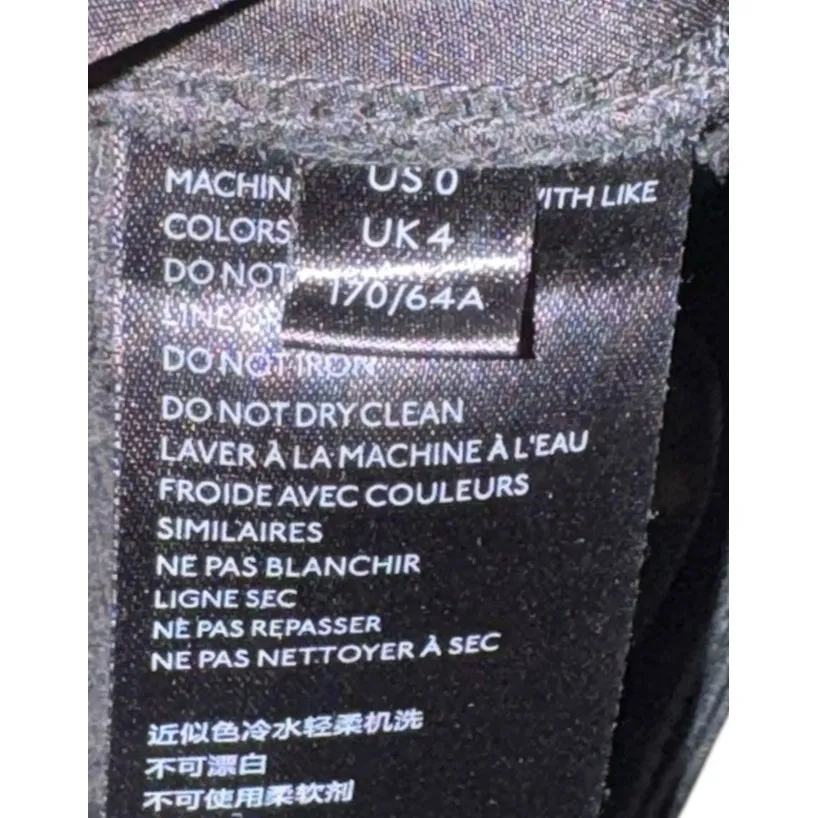 US 0
UK 4
170/64A
MACHIN
ITH LIKE
COLORS
DO NOT
LINE
DO NOT IRON
DO NOT DRY CLEAN
LAVER À LA MACHINE À L'EAU
FROIDE AVEC COULEURS
SIMILAIRES
NE PAS BLANCHIR
LIGNE SEC
NE PAS REPASSER
NE PAS NETTOYER À SEC
近似色冷水轻柔机洗
不可漂白
不可使用柔软剂